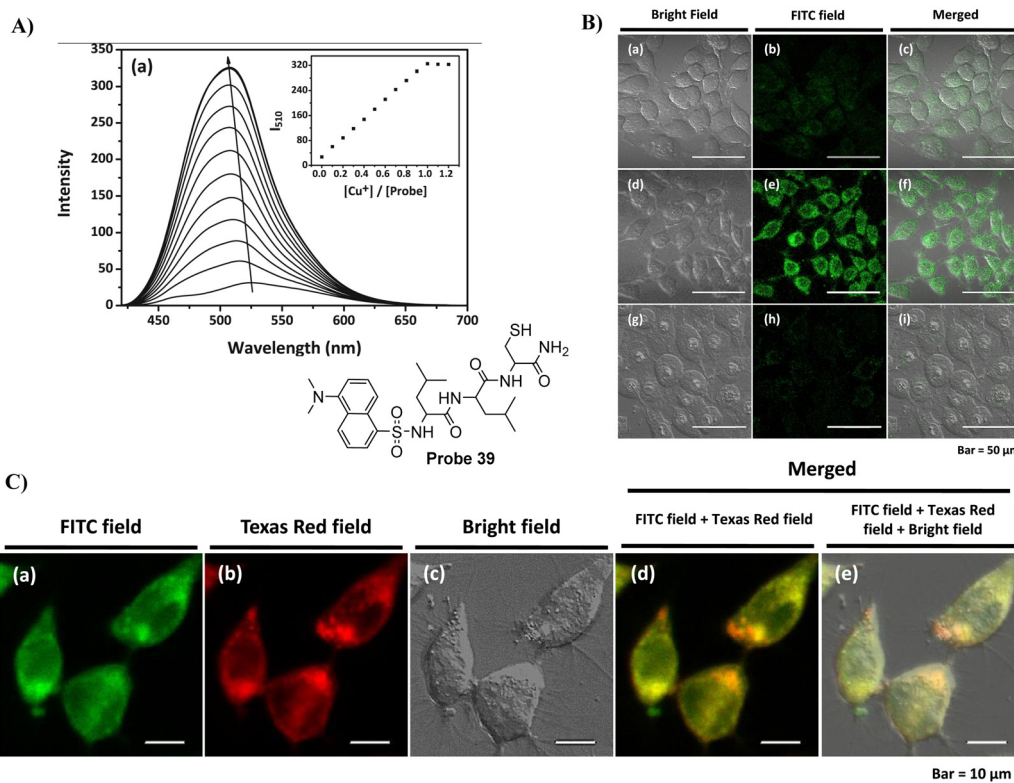 A)
(a)
350
300
250
200
150
100
50
0
Intensity
450 500 550 600 650 700
Wavelength (nm)
320
240
160
80
0
I510
0.0 0.2 0.4 0.6 0.8 1.0 1.2
[Cu+] / [Probe]
SH
NH2
O
H
N
O
O
HN
O
N
O
S
O
NH
Probe 39
B)
Bright Field FITC field Merged
(a) (b) (c)
(d) (e) (f)
(g) (h) (i)
Bar = 50 µm
C)
Merged
FITC field Texas Red field Bright field FITC field + Texas Red field FITC field + Texas Red
field + Bright field
(a) (b) (c) (d) (e)
Bar = 10 µm